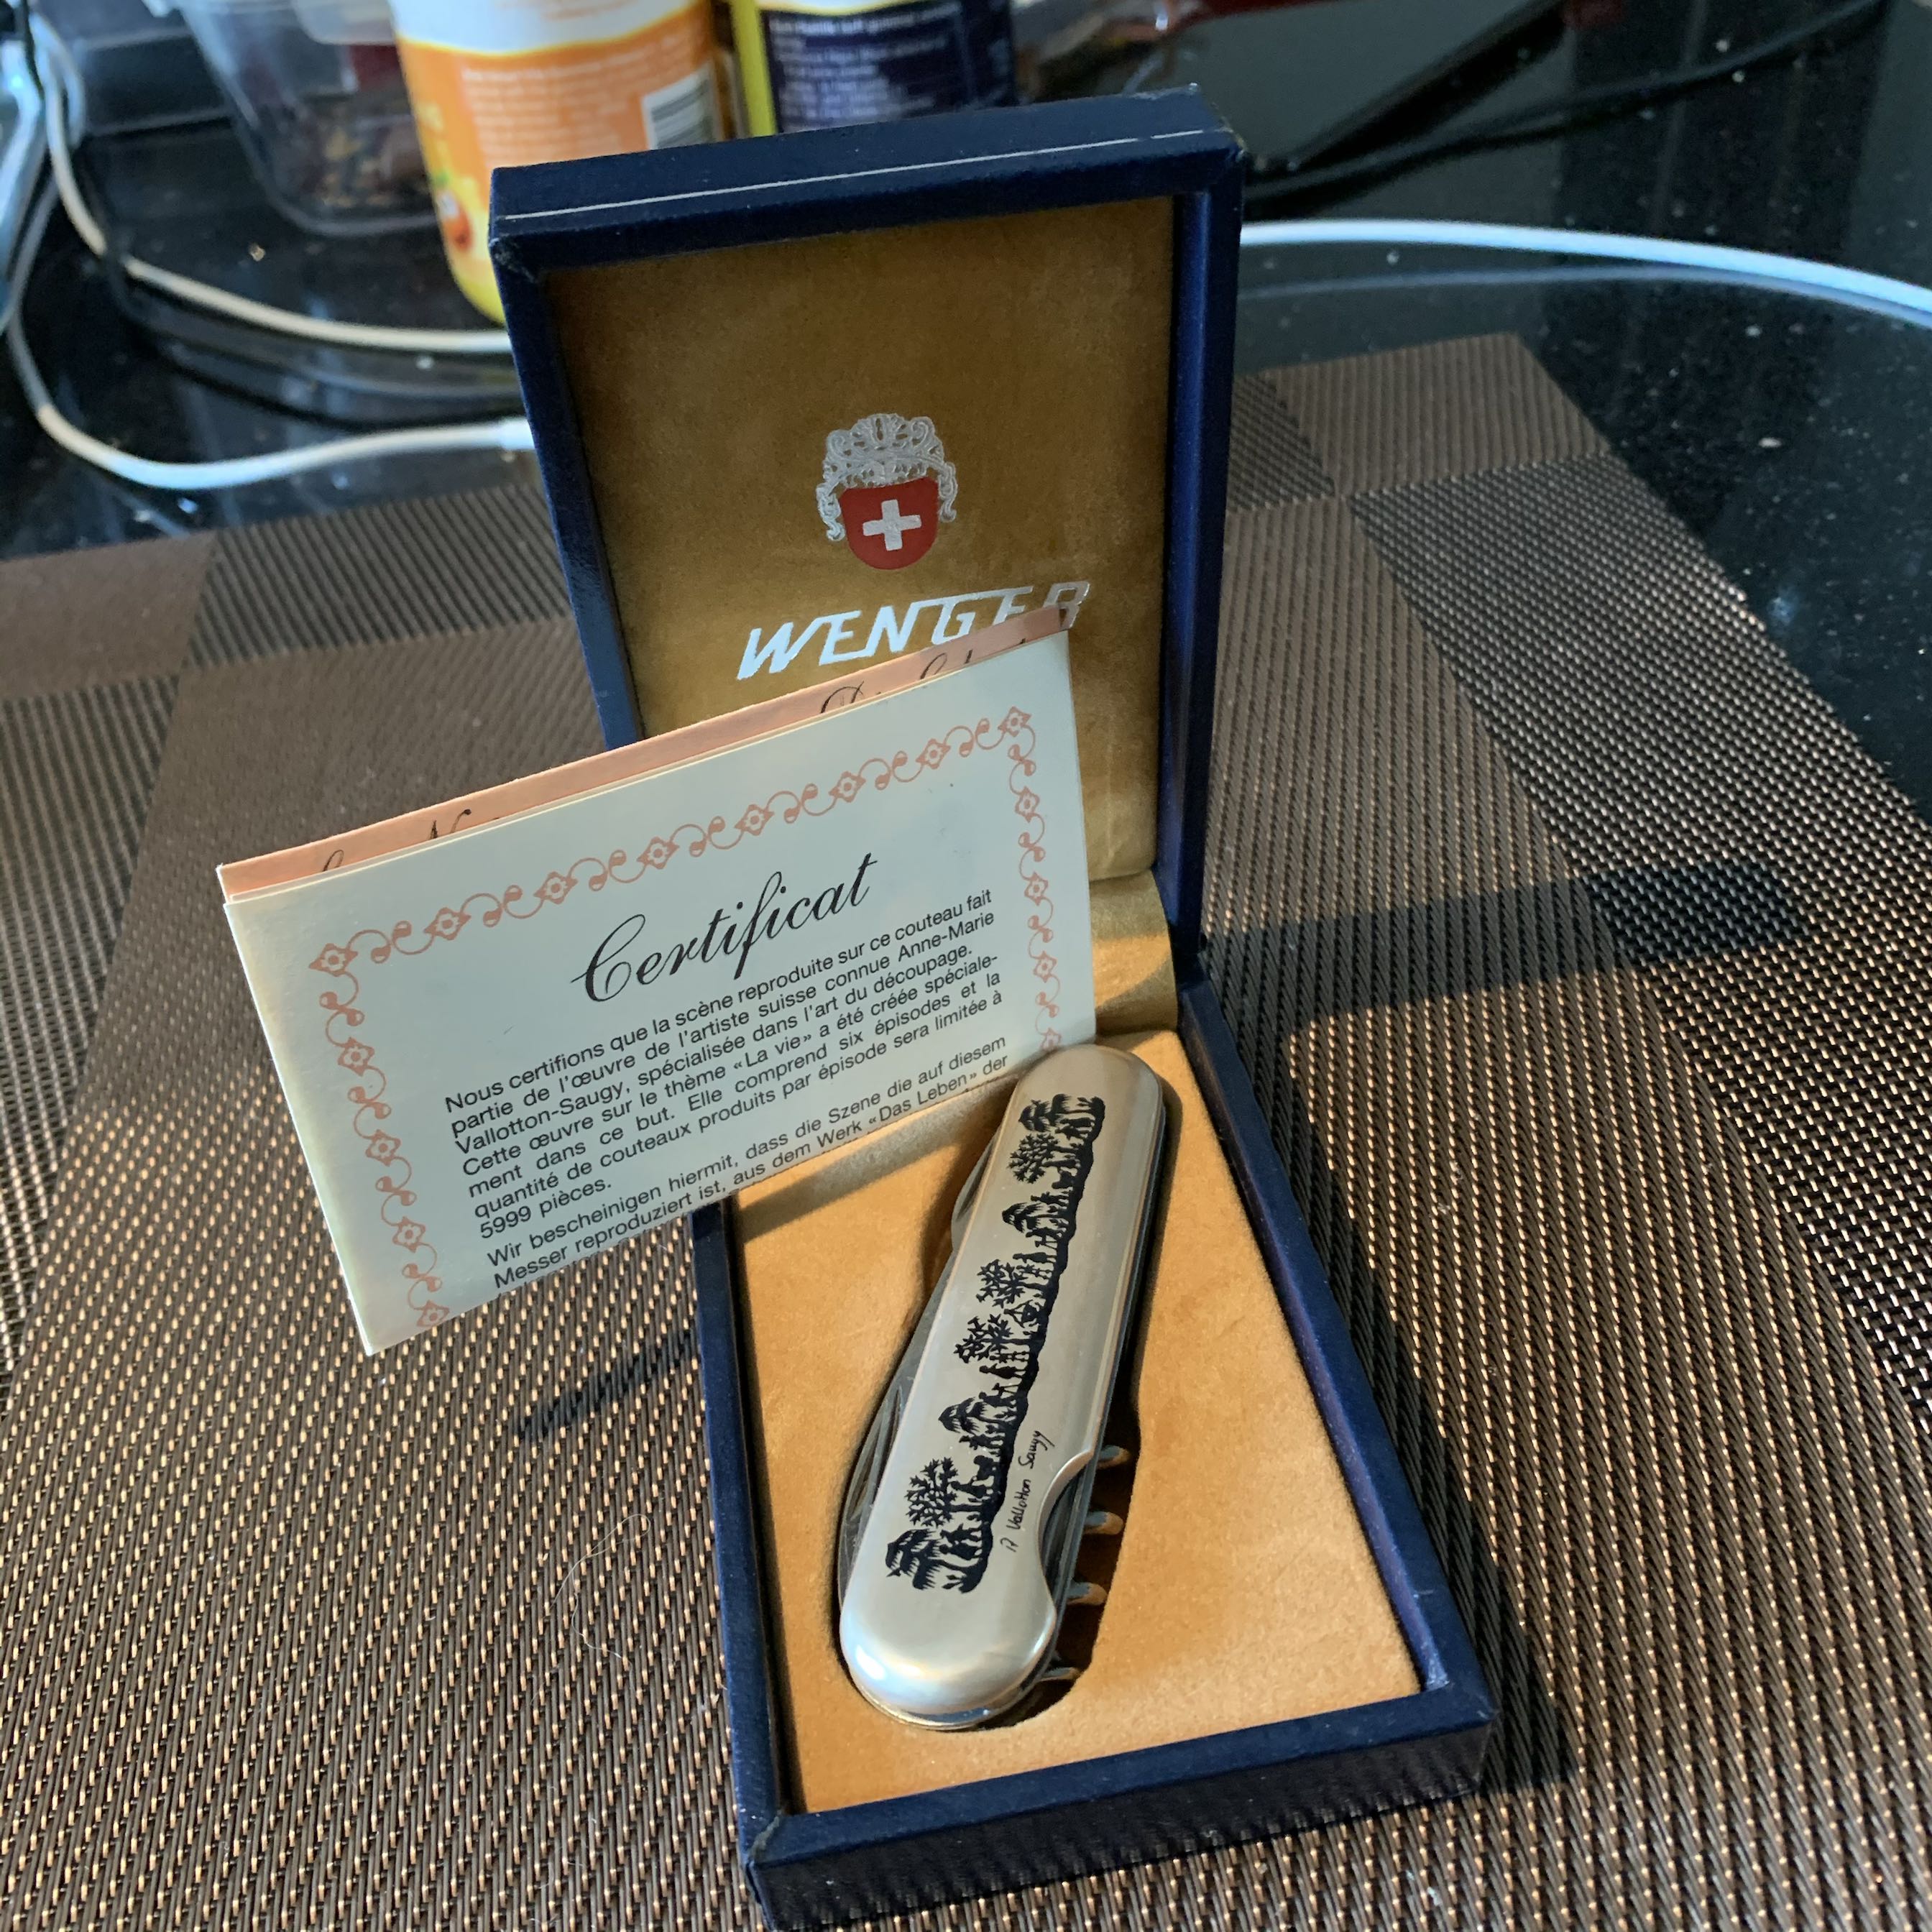 WENGER
Certificat
Nous certifions que la scène reproduite sur ce couteau fait
partie de l'œuvre de l'artiste suisse connue Anne-Marie
Vallotton-Saugy, spécialisée dans l'art du découpage.
Cette œuvre sur le thème «La vie» a été créée spéciale-
ment dans ce but. Elle comprend six épisodes et la
quantité de couteaux produits par épisode sera limitée à
5999 pièces.
Wir bescheinigen hiermit, dass die Szene die auf diesem
Messer reproduziert ist, aus dem Werk «Das Leben» der
Vallotton Saugy